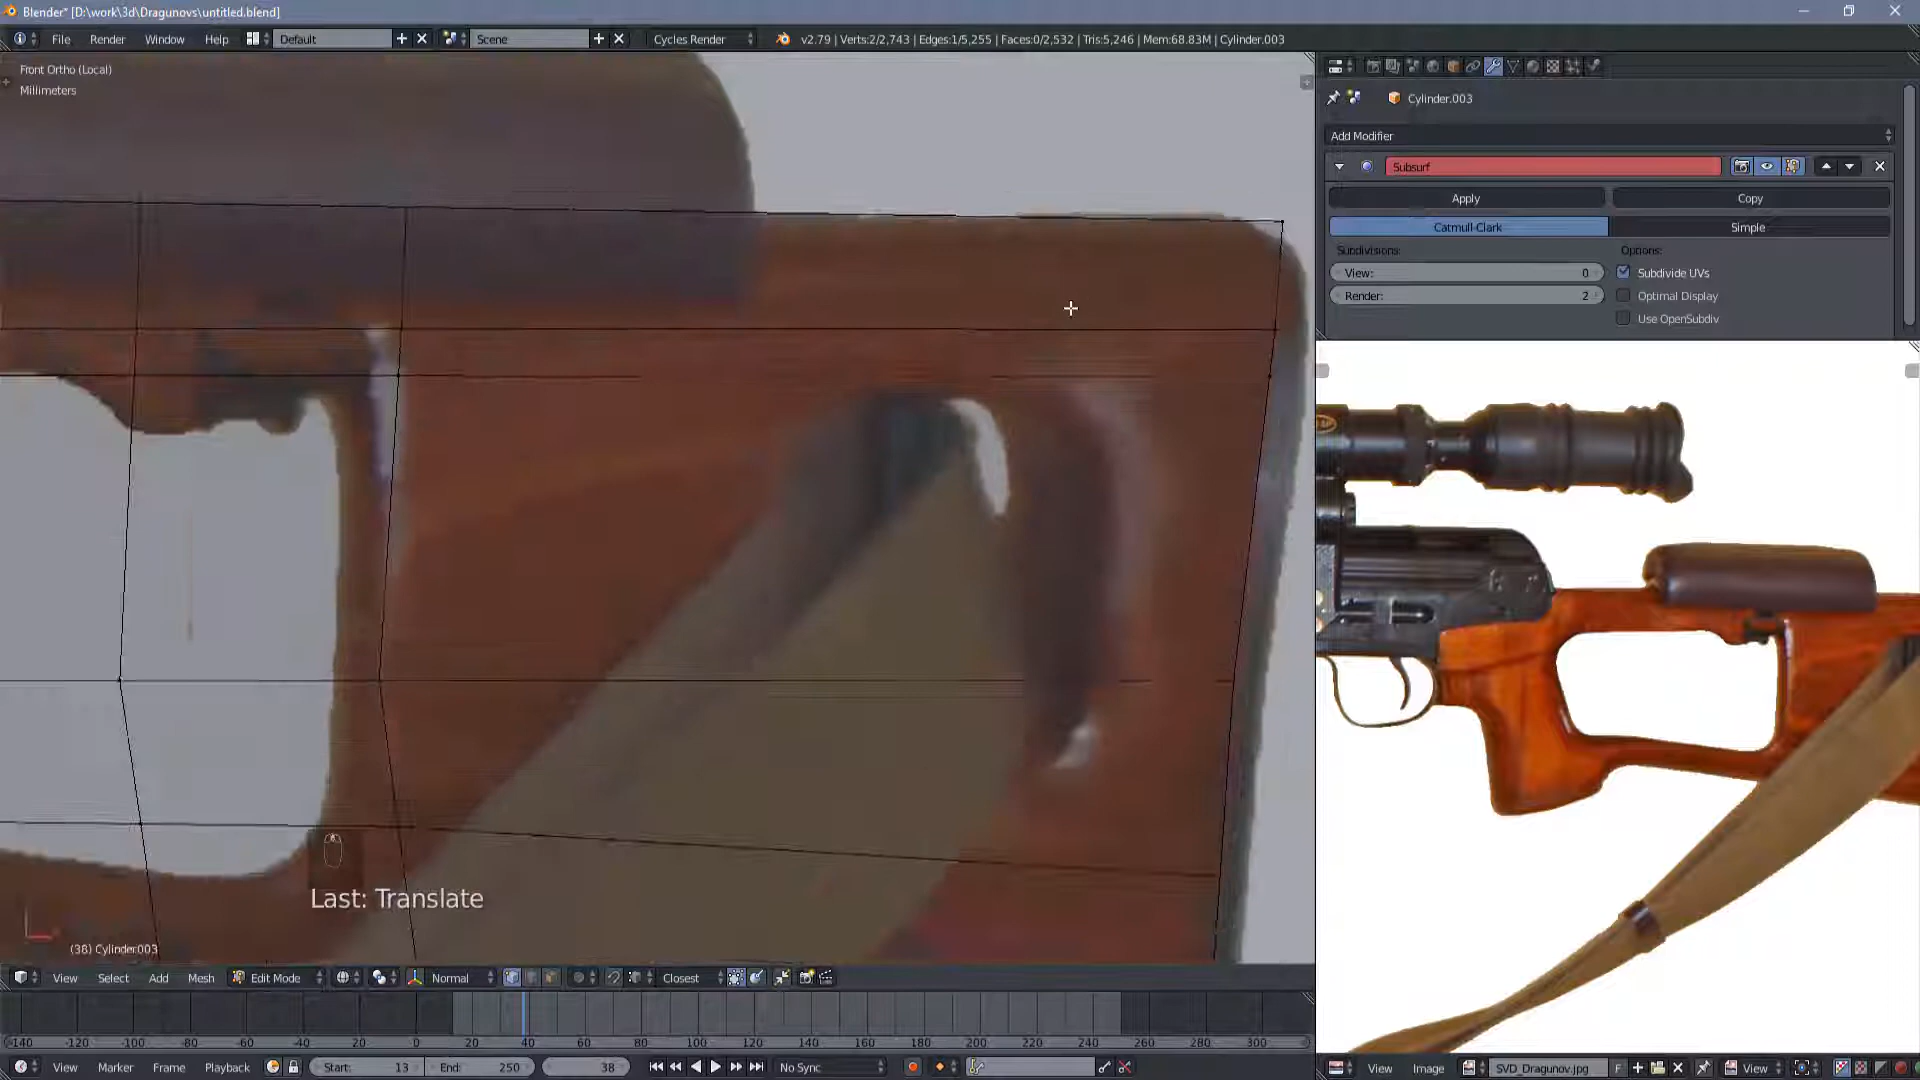 Blender* [D:\work\3d\Dragunovs\untitled.blend]
File Render Window Help Default Scene Cycles Render v2.79 | Verts:2/2,743 | Edges:1/5,255 | Faces:0/2,532 | Tris:5,246 | Mem:68.83M | Cylinder.003
Front Ortho (Local)
Millimeters
Cylinder.003
Add Modifier
Subsurf
Apply Copy
Catmull-Clark Simple
Subdivisions: Options:
View: 0 Subdivide UVs
Render: 2 Optimal Display
Use OpenSubdiv
Last: Translate
(38) Cylinder.003
View Select Add Mesh Edit Mode Normal Closest
-140 -120 -100 -80 -60 -40 -20 0 20 40 60 80 100 120 140 160 180 200 220 240 260 280 300
View Marker Frame Playback Start: 13 End: 250 38 No Sync
View Image SVD_Dragunov.jpg F View